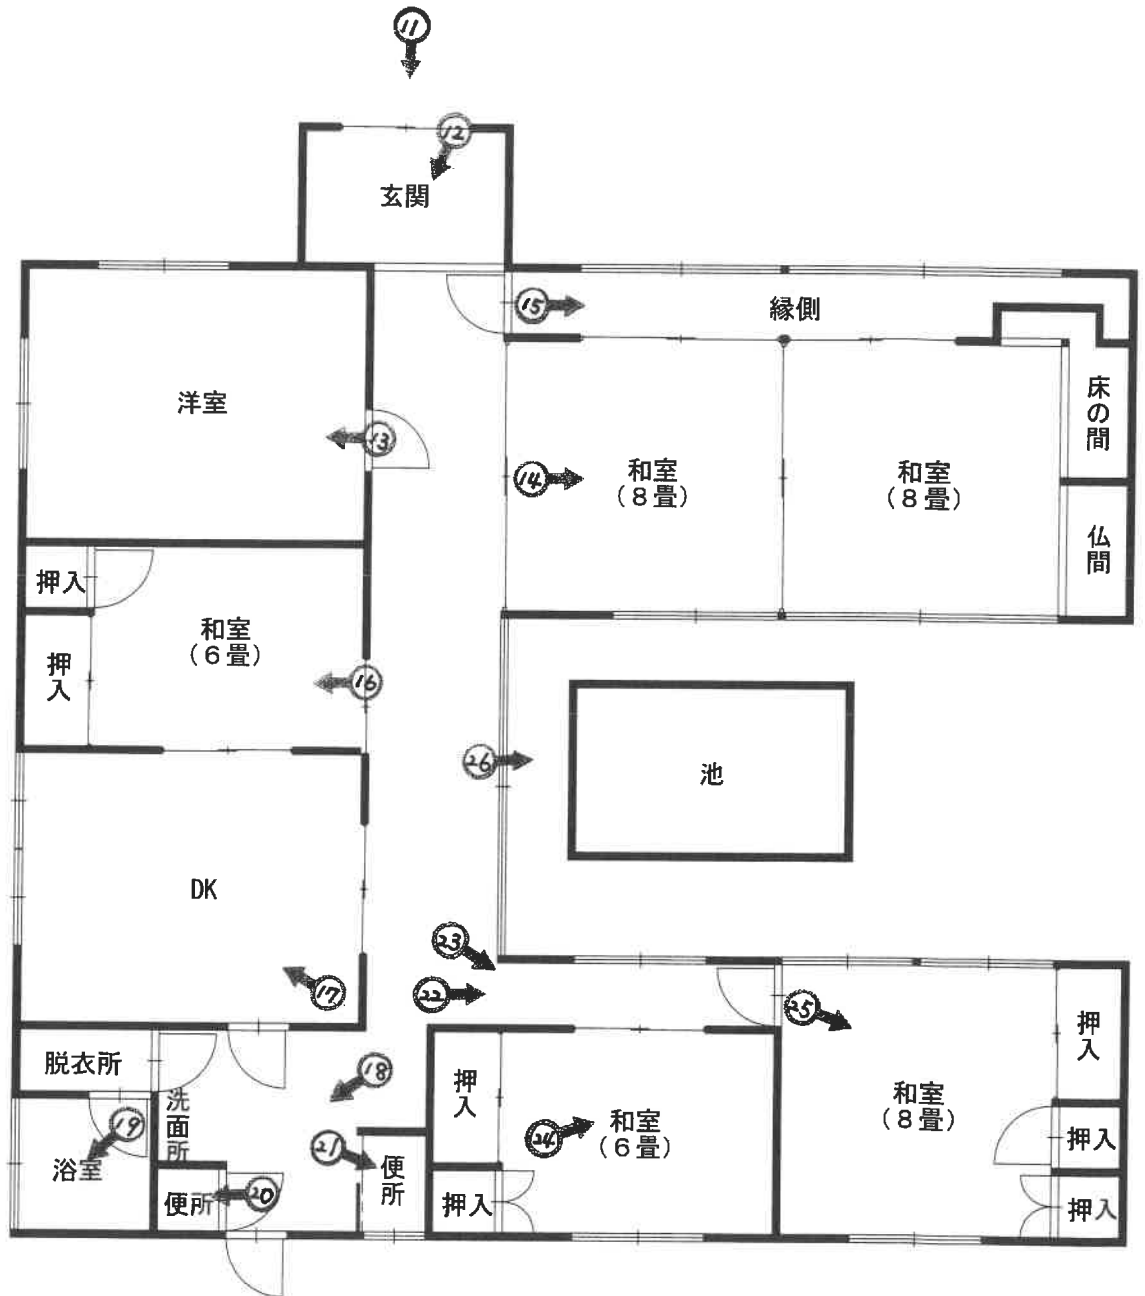 11
12
玄関
15
縁側
洋室
13
床の間
14
和室
(8畳)
和室
(8畳)
仏間
押入
和室
(6畳)
押入
16
26
池
DK
23
17
22
25
脱衣所
18
押入
押入
洗面所
19
和室
(8畳)
24
和室
(6畳)
押入
浴室
21
便所
便所
20
押入
押入